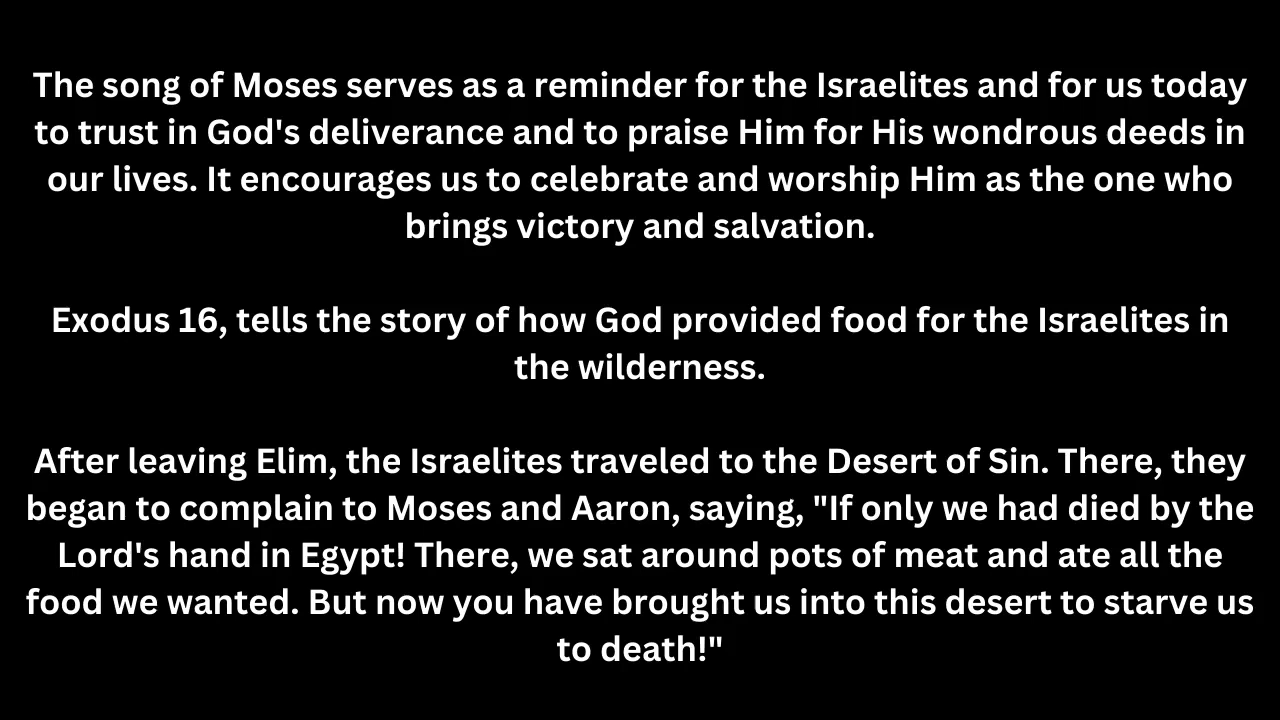 The song of Moses serves as a reminder for the Israelites and for us today
to trust in God's deliverance and to praise Him for His wondrous deeds in
our lives. It encourages us to celebrate and worship Him as the one who
brings victory and salvation.
Exodus 16, tells the story of how God provided food for the Israelites in
the wilderness.
After leaving Elim, the Israelites traveled to the Desert of Sin. There, they
began to complain to Moses and Aaron, saying, "If only we had died by the
Lord's hand in Egypt! There, we sat around pots of meat and ate all the
food we wanted. But now you have brought us into this desert to starve us
to death!"